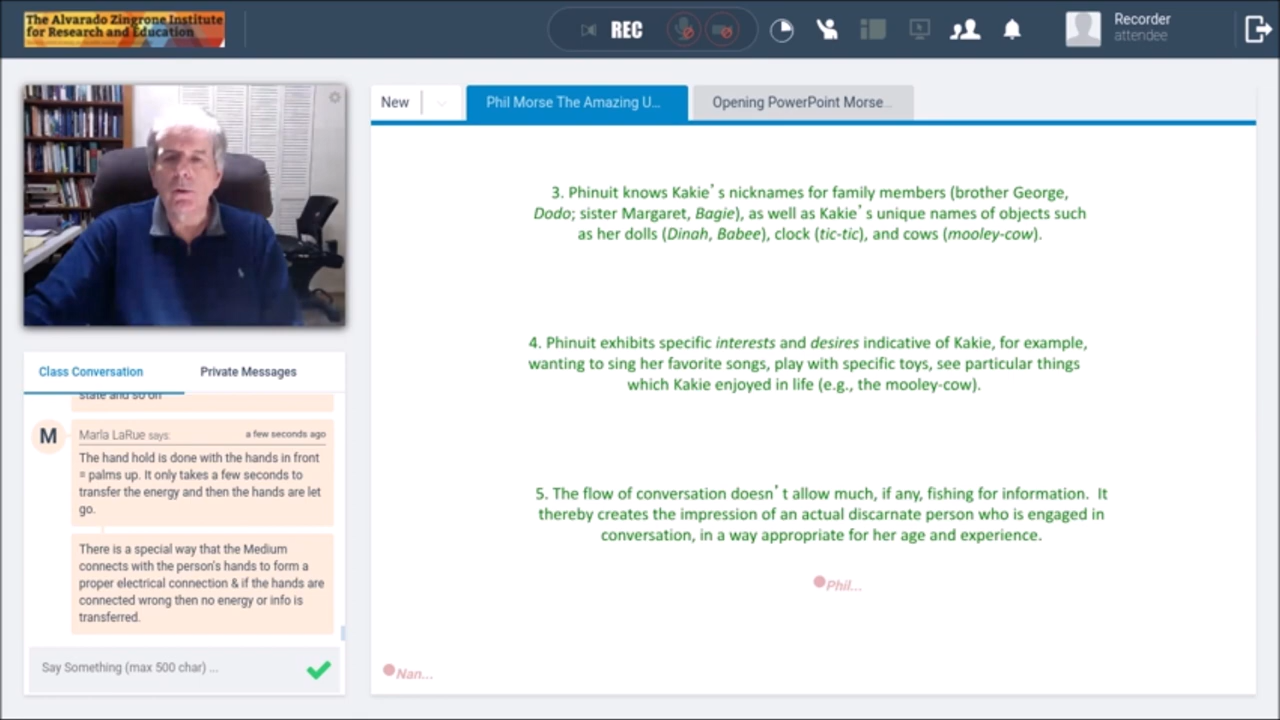 The Alvarado Zingrone Institute
for Research and Education
REC
Recorder
attendee
New
Phil Morse The Amazing U...
Opening PowerPoint Morse...
3. Phinuit knows Kakie’s nicknames for family members (brother George,
Dodo; sister Margaret, Bagie), as well as Kakie’s unique names of objects such
as her dolls (Dinah, Babee), clock (tic-tic), and cows (mooley-cow).
4. Phinuit exhibits specific interests and desires indicative of Kakie, for example,
wanting to sing her favorite songs, play with specific toys, see particular things
which Kakie enjoyed in life (e.g., the mooley-cow).
5. The flow of conversation doesn’t allow much, if any, fishing for information. It
thereby creates the impression of an actual discarnate person who is engaged in
conversation, in a way appropriate for her age and experience.
Phil...
Nan...
Class Conversation
Private Messages
state and so on
M
Marla LaRue says:
a few seconds ago
The hand hold is done with the hands in front
= palms up. It only takes a few seconds to
transfer the energy and then the hands are let
go.
There is a special way that the Medium
connects with the person's hands to form a
proper electrical connection & if the hands are
connected wrong then no energy or info is
transferred.
Say Something (max 500 char) ...